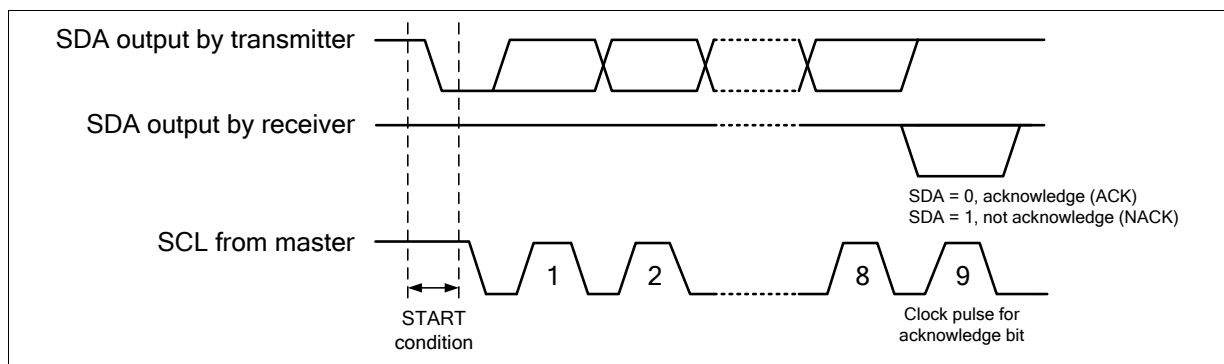 SDA output by transmitter
SDA output by receiver
SDA = 0, acknowledge (ACK)
SDA = 1, not acknowledge (NACK)
SCL from master
1
2
8
9
START
condition
Clock pulse for
acknowledge bit